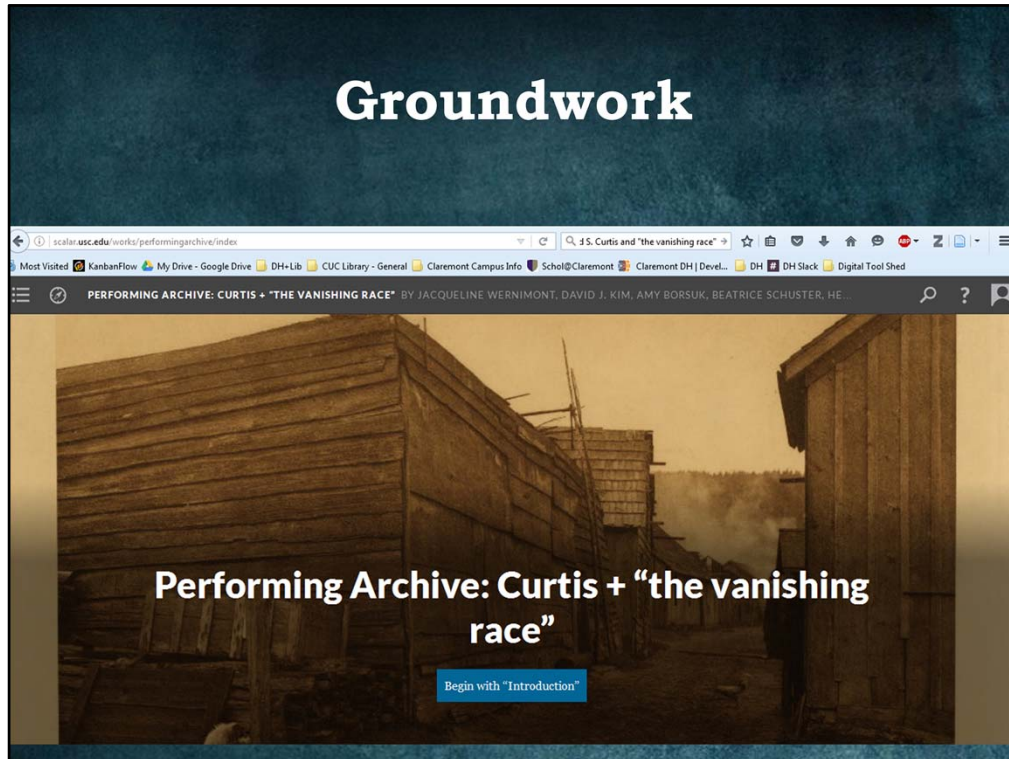 Groundwork
scalar.usc.edu/works/performingarchive/index
d S. Curtis and "the vanishing race"
Most Visited KanbanFlow My Drive - Google Drive DH+Lib CUC Library - General Claremont Campus Info Schol@Claremont Claremont DH | Devel... DH # DH Slack Digital Tool Shed
PERFORMING ARCHIVE: CURTIS + "THE VANISHING RACE" BY JACQUELINE WERNIMONT, DAVID J. KIM, AMY BORSUK, BEATRICE SCHUSTER, HE...
Performing Archive: Curtis + “the vanishing
race”
Begin with “Introduction”